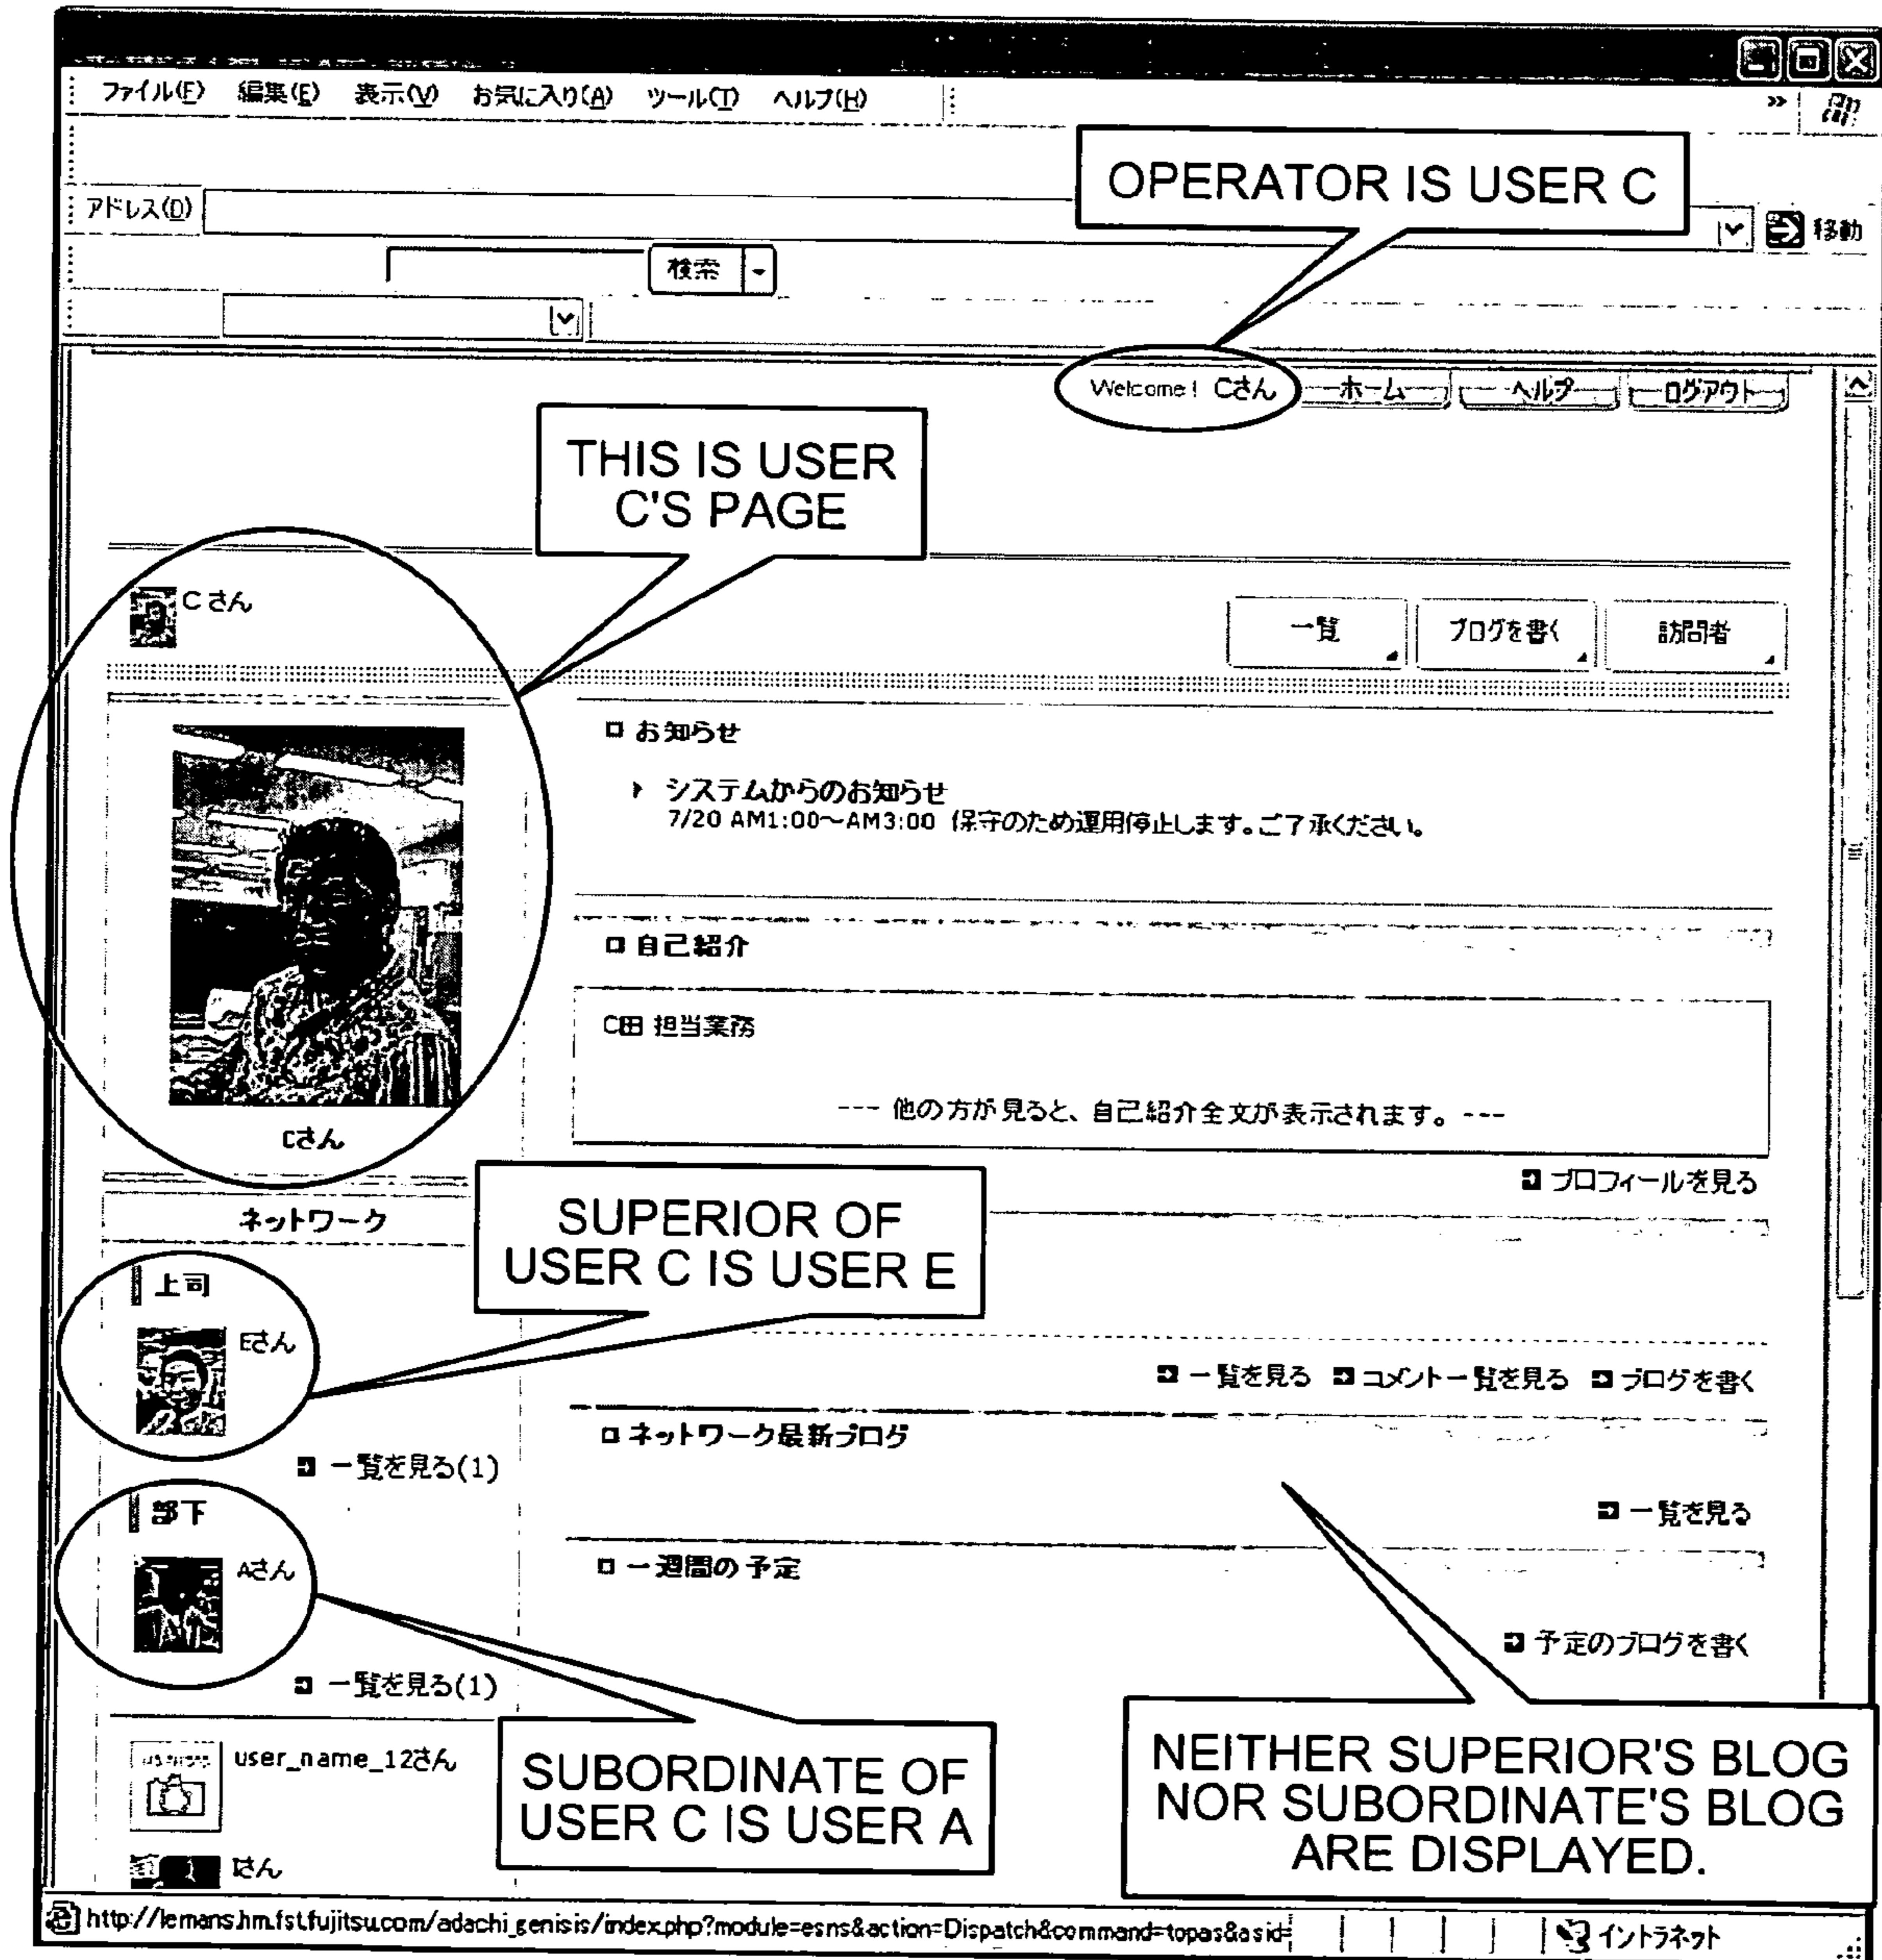 ファイル(F) 編集(E) 表示(V) お気に入り(A) ツール(T) ヘルプ(H) »
OPERATOR IS USER C
アドレス(D) 移動
検索
Welcome! Cさん ホーム ヘルプ ログアウト
THIS IS USER
C'S PAGE
Cさん
一覧 ブログを書く 訪問者
お知らせ
システムからのお知らせ
7/20 AM1:00～AM3:00 保守のため運用停止します。ご了承ください。
自己紹介
C田 担当業務
--- 他の方が見ると、自己紹介全文が表示されます。 ---
Cさん
プロフィールを見る
ネットワーク
SUPERIOR OF
USER C IS USER E
上司
Eさん
一覧を見る コメント一覧を見る ブログを書く
ネットワーク最新ブログ
一覧を見る(1)
部下
一覧を見る
Aさん
一週間の予定
予定のブログを書く
一覧を見る(1)
SUBORDINATE OF
USER C IS USER A
NEITHER SUPERIOR'S BLOG
NOR SUBORDINATE'S BLOG
ARE DISPLAYED.
user_name_12さん
さん
http://lemans.hm.fst.fujitsu.com/adachi_genisis/index.php?module=esns&action=Dispatch&command=topas&asid= イントラネット